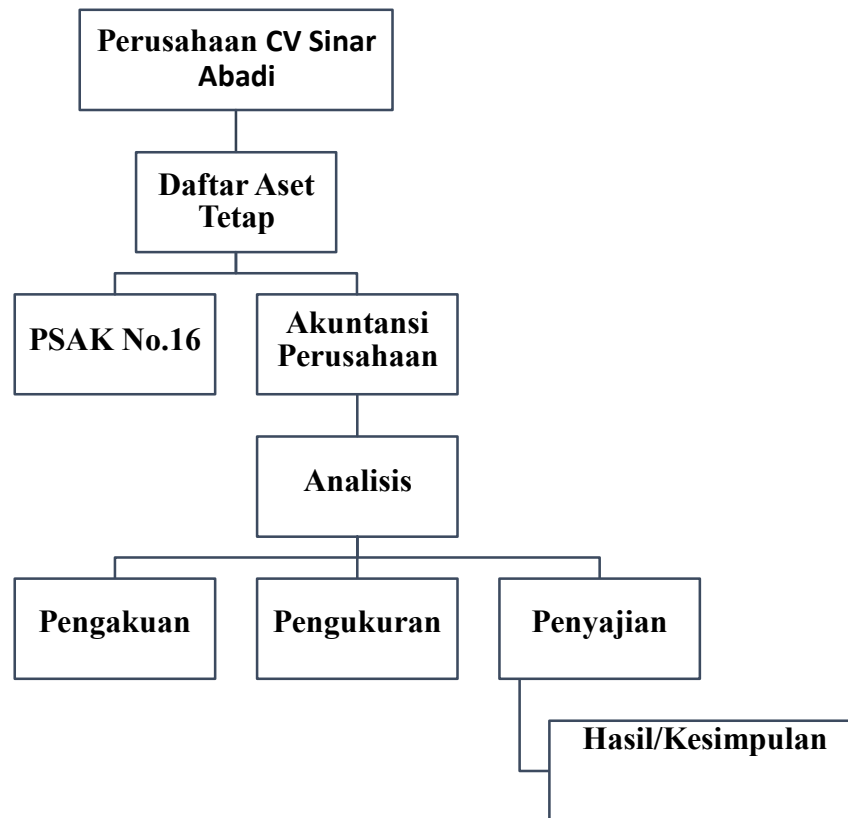 Perusahaan CV Sinar
Abadi
Daftar Aset
Tetap
PSAK No.16
Akuntansi
Perusahaan
Analisis
Pengakuan
Pengukuran
Penyajian
Hasil/Kesimpulan